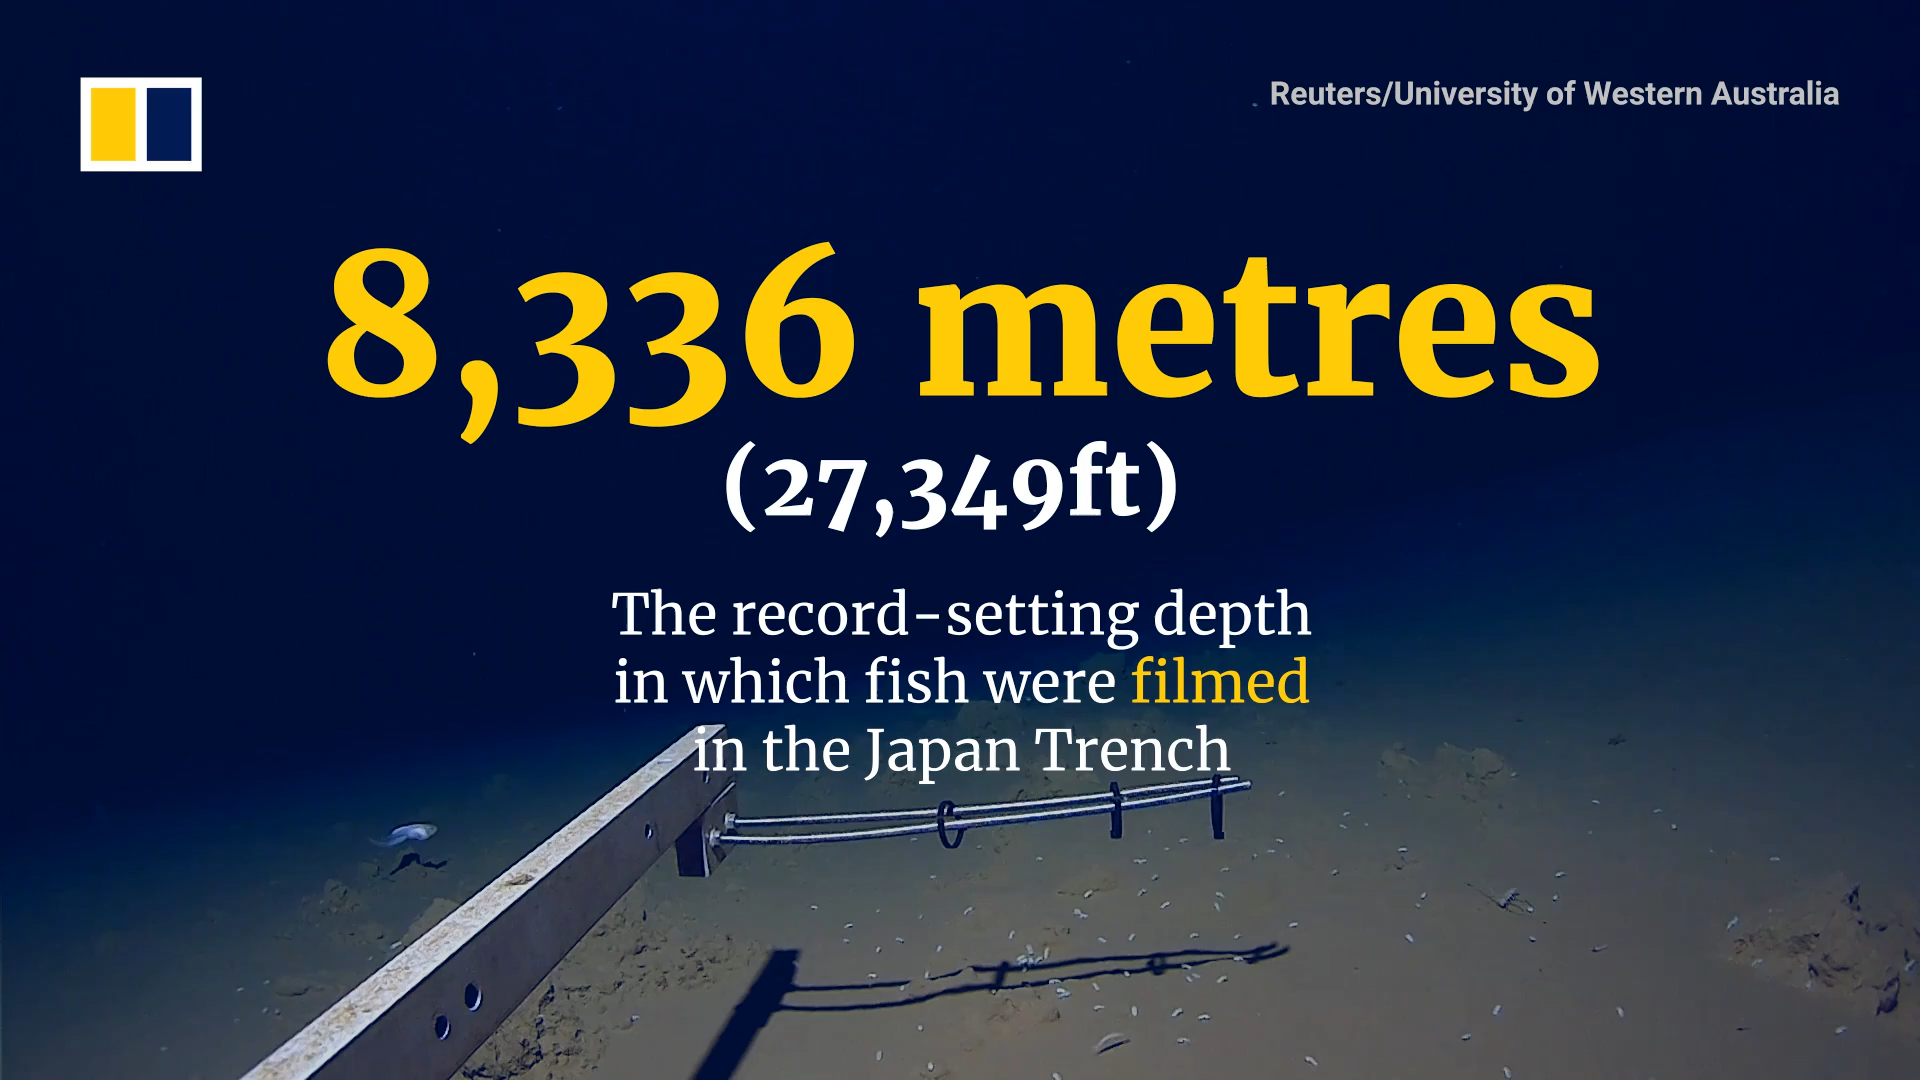 Reuters/University of Western Australia
8,336 metres
(27,349ft)
The record-setting depth
in which fish were filmed
in the Japan Trench